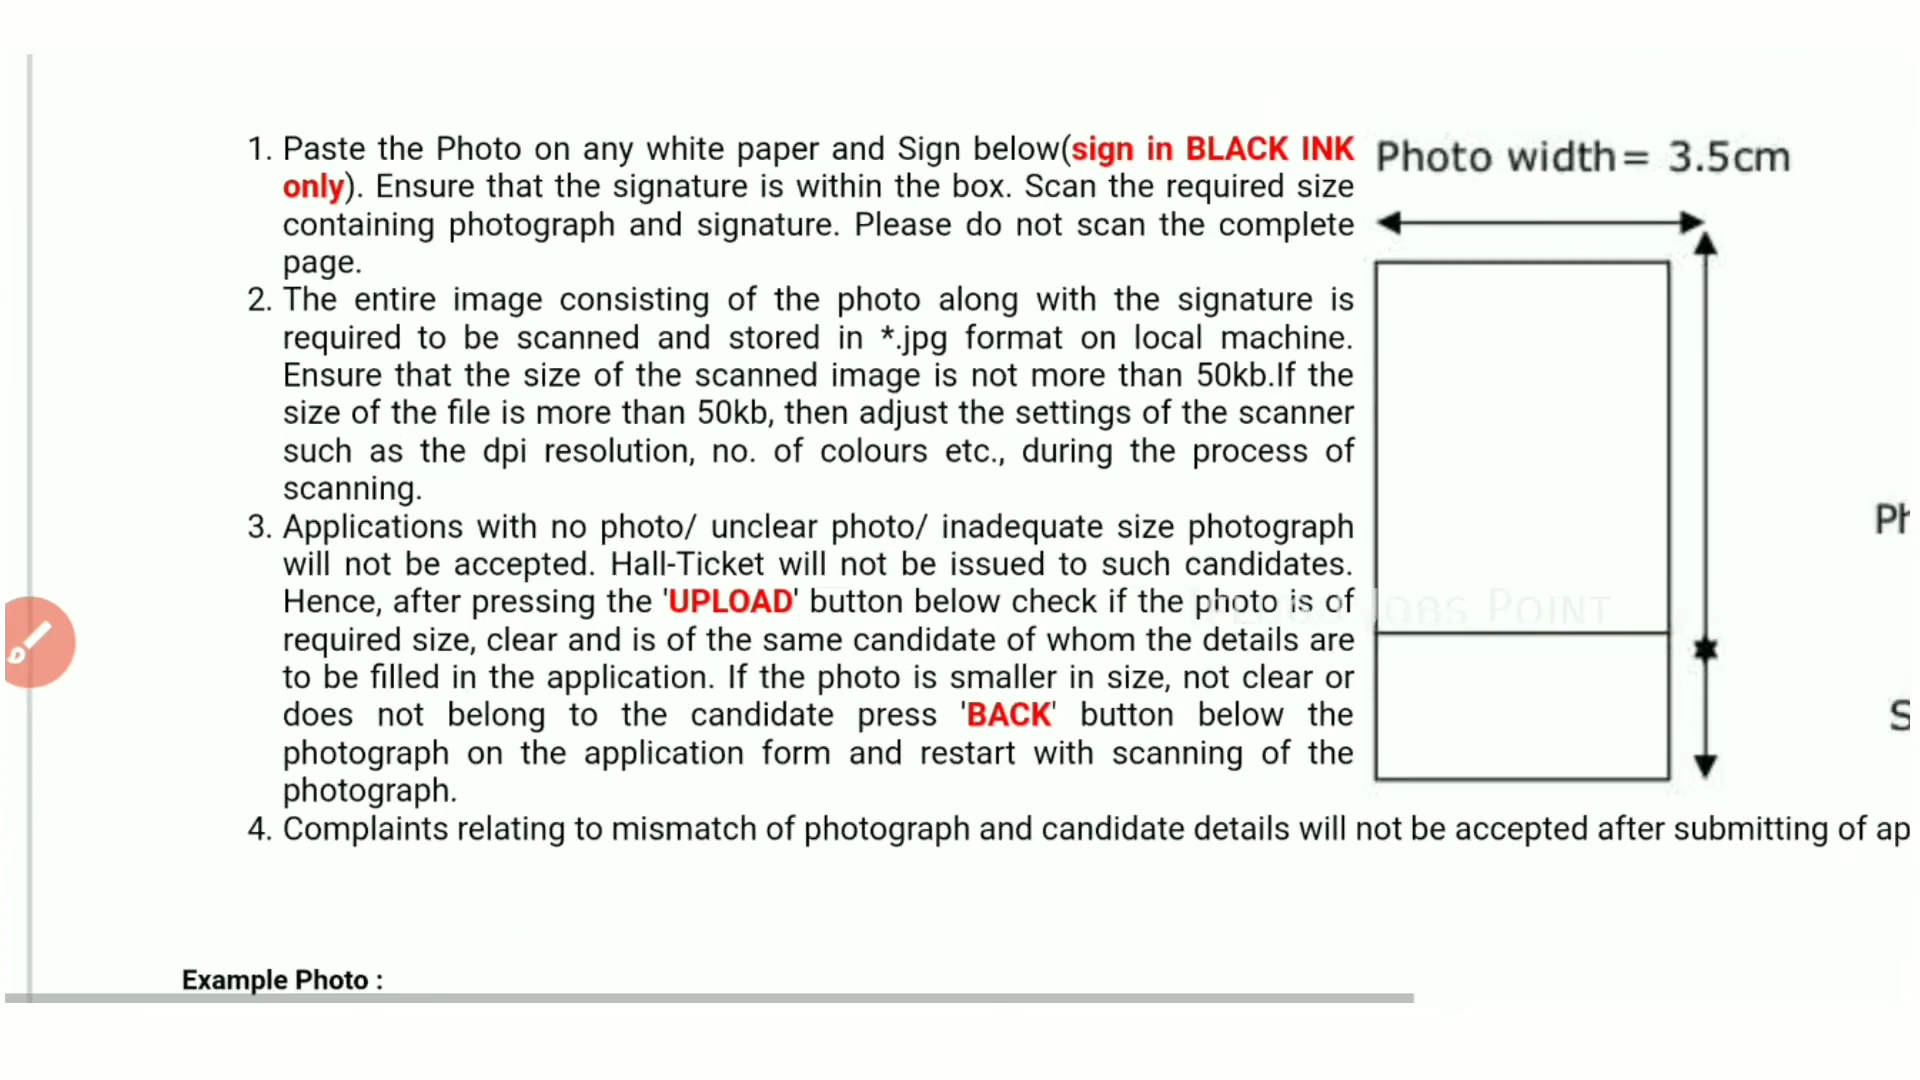 1. Paste the Photo on any white paper and Sign below(sign in BLACK INK
only). Ensure that the signature is within the box. Scan the required size
containing photograph and signature. Please do not scan the complete
page.
2. The entire image consisting of the photo along with the signature is
required to be scanned and stored in *.jpg format on local machine.
Ensure that the size of the scanned image is not more than 50kb.If the
size of the file is more than 50kb, then adjust the settings of the scanner
such as the dpi resolution, no. of colours etc., during the process of
scanning.
3. Applications with no photo/ unclear photo/ inadequate size photograph
will not be accepted. Hall-Ticket will not be issued to such candidates.
Hence, after pressing the 'UPLOAD' button below check if the photo is of
required size, clear and is of the same candidate of whom the details are
to be filled in the application. If the photo is smaller in size, not clear or
does not belong to the candidate press 'BACK' button below the
photograph on the application form and restart with scanning of the
photograph.
4. Complaints relating to mismatch of photograph and candidate details will not be accepted after submitting of ap
Photo width= 3.5cm
Ph
JOBS POINT
S
Example Photo :